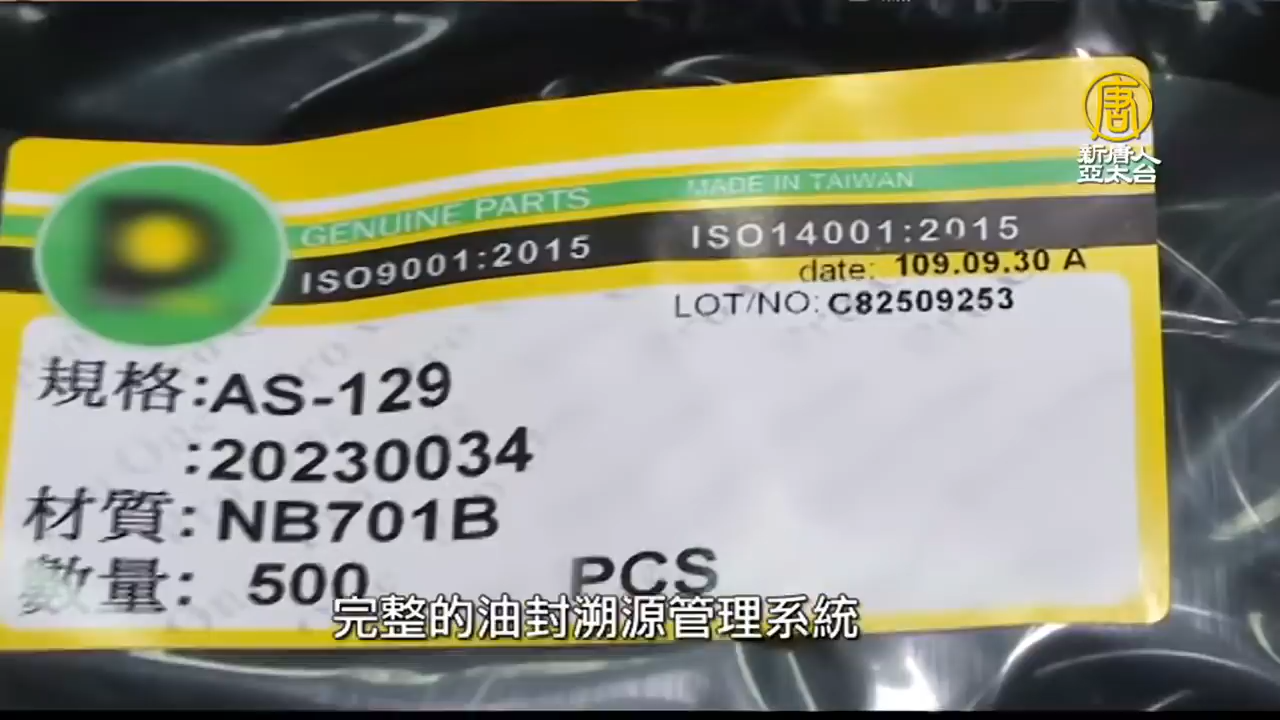 唐
新唐人
亞太台
GENUINE PARTS
MADE IN TAIWAN
ISO9001:2015
ISO14001:2015
date: 109.09.30 A
LOT/NO: C82509253
規格:AS-129
:20230034
材質:NB701B
數量: 500 PCS
完整的油封溯源管理系統